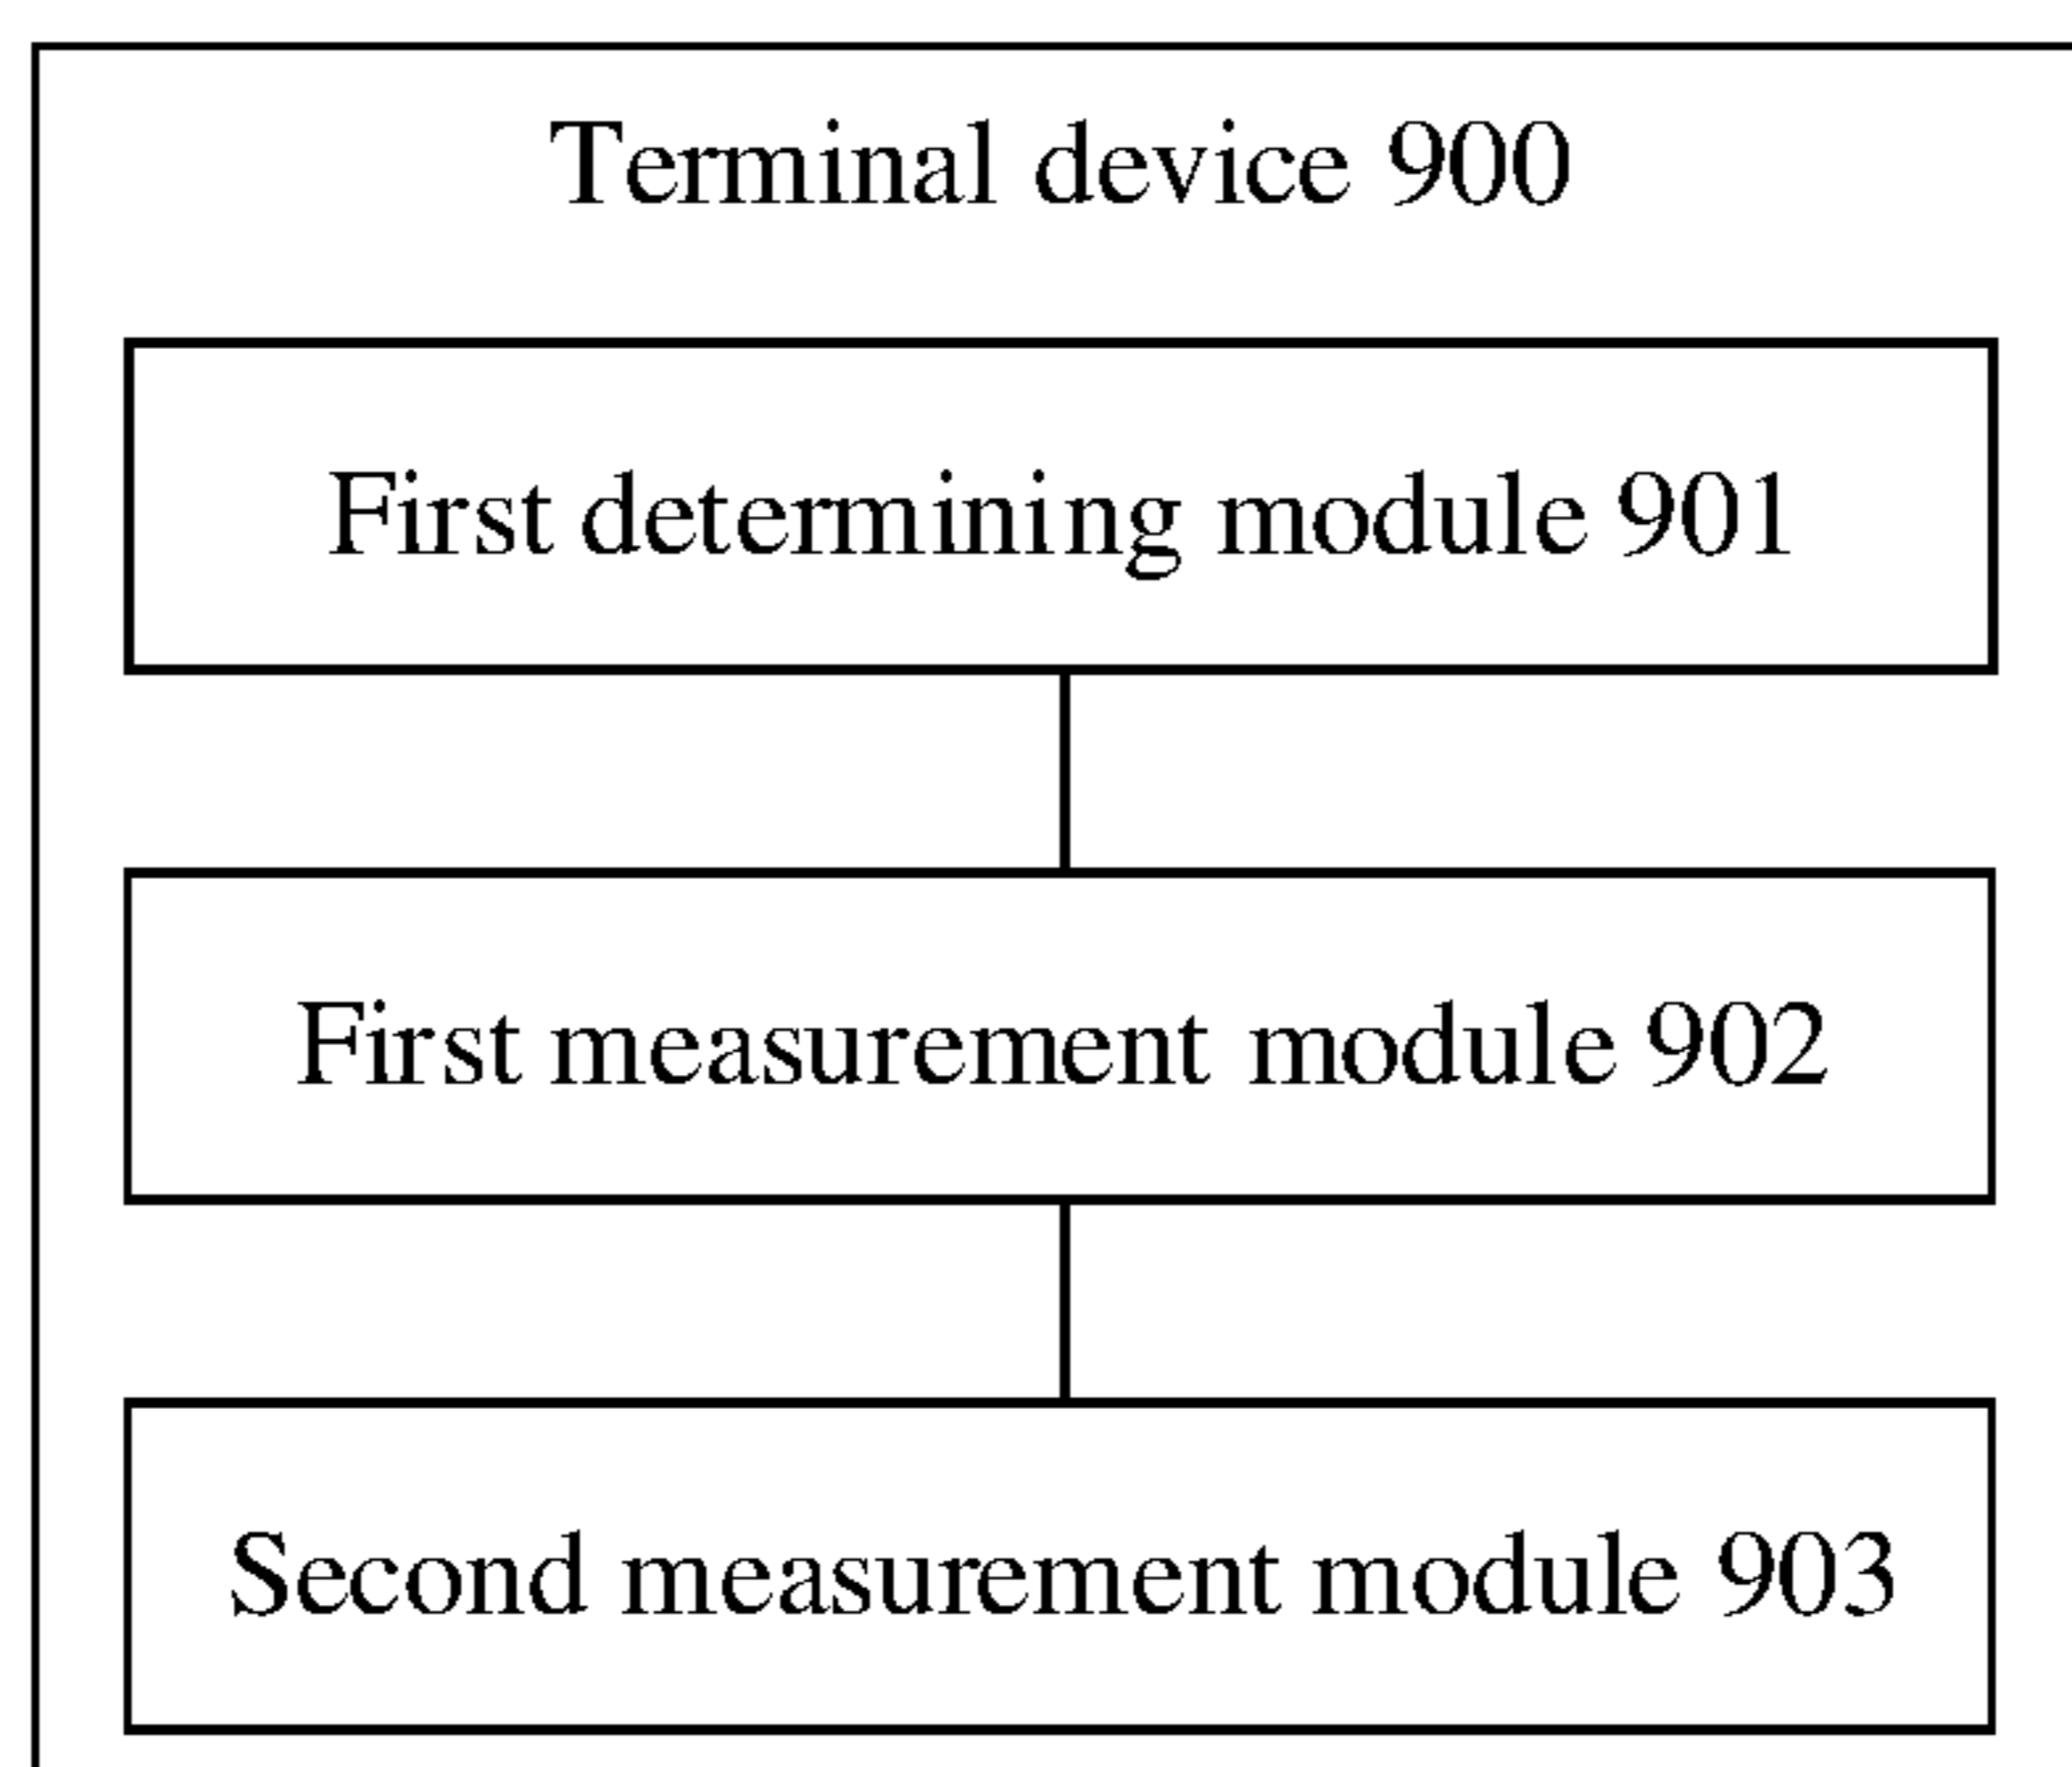 Terminal device 900
First determining module 901
First measurement module 902
Second measurement module 903